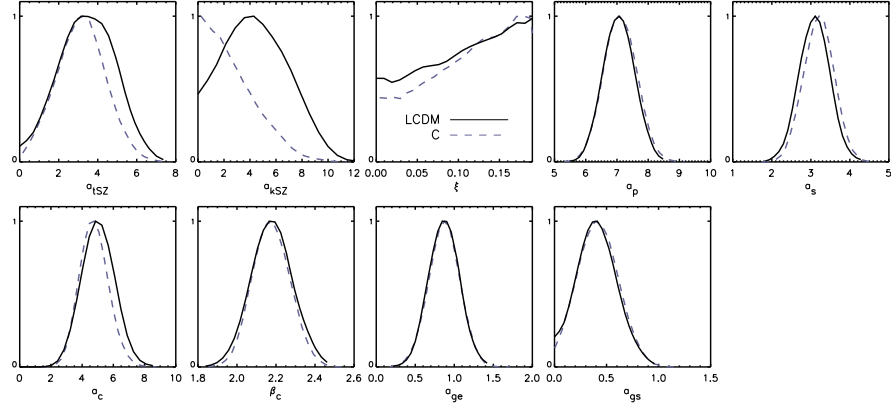 1 1 1 1 1
LCDM
C
0 0 0 0 0
0 2 4 6 8 0 2 4 6 8 10 12 0.00 0.05 0.10 0.15 5 6 7 8 9 10 1 2 3 4 5
a_tSZ a_kSZ ξ a_p a_s
1 1 1 1
0 0 0 0
0 2 4 6 8 10 1.8 2.0 2.2 2.4 2.6 0.0 0.5 1.0 1.5 2.0 0.0 0.5 1.0 1.5
a_c β_c a_ge a_gs